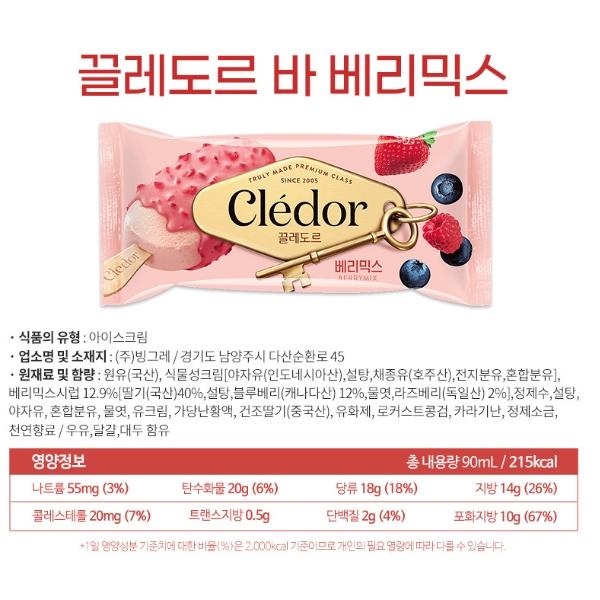 끌레도르 바 베리믹스
TRULY MADE PREMIUM CLASS
SINCE 2005
Clédor
끌레도르
Clēdor
베리믹스
BERRYMIX
· 식품의 유형 : 아이스크림
· 업소명 및 소재지 : (주)빙그레 / 경기도 남양주시 다산순환로 45
· 원재료 및 함량 : 원유(국산), 식물성크림[야자유(인도네시아산),설탕,채종유(호주산),전지분유,혼합분유],
베리믹스시럽 12.9%[딸기(국산)40%,설탕,블루베리(캐나다산) 12%,물엿,라즈베리(독일산) 2%],정제수,설탕,
야자유, 혼합분유, 물엿, 유크림, 가당난황액, 건조딸기(중국산), 유화제, 로커스트콩검, 카라기난, 정제소금,
천연향료 / 우유,달걀,대두 함유
영양정보 총 내용량 90mL / 215kcal
나트륨 55mg (3%) 탄수화물 20g (6%) 당류 18g (18%) 지방 14g (26%)
콜레스테롤 20mg (7%) 트랜스지방 0.5g 단백질 2g (4%) 포화지방 10g (67%)
*1일 영양성분 기준치에 대한 비율(%)은 2,000kcal 기준이므로 개인의 필요 열량에 따라 다를 수 있습니다.